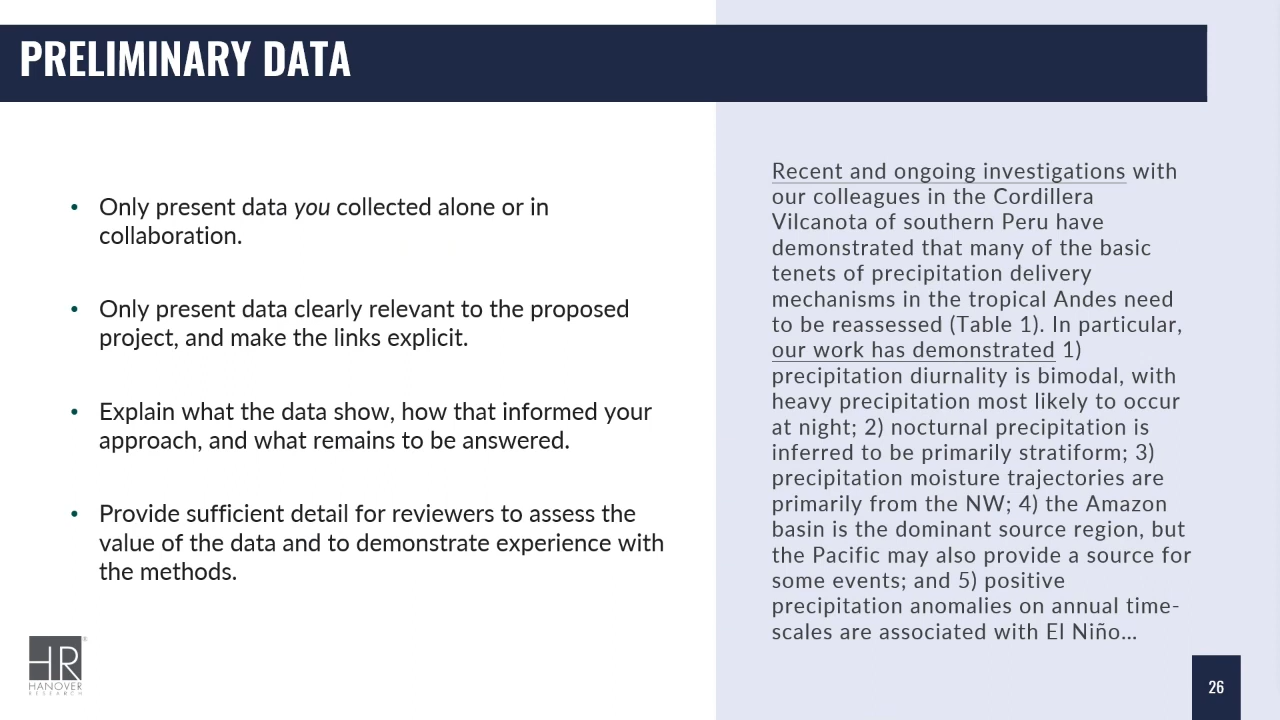 PRELIMINARY DATA
• Only present data you collected alone or in
collaboration.
• Only present data clearly relevant to the proposed
project, and make the links explicit.
• Explain what the data show, how that informed your
approach, and what remains to be answered.
• Provide sufficient detail for reviewers to assess the
value of the data and to demonstrate experience with
the methods.
Recent and ongoing investigations with
our colleagues in the Cordillera
Vilcanota of southern Peru have
demonstrated that many of the basic
tenets of precipitation delivery
mechanisms in the tropical Andes need
to be reassessed (Table 1). In particular,
our work has demonstrated 1)
precipitation diurnality is bimodal, with
heavy precipitation most likely to occur
at night; 2) nocturnal precipitation is
inferred to be primarily stratiform; 3)
precipitation moisture trajectories are
primarily from the NW; 4) the Amazon
basin is the dominant source region, but
the Pacific may also provide a source for
some events; and 5) positive
precipitation anomalies on annual time-
scales are associated with El Niño...
HR®
HANOVER
RESEARCH
26